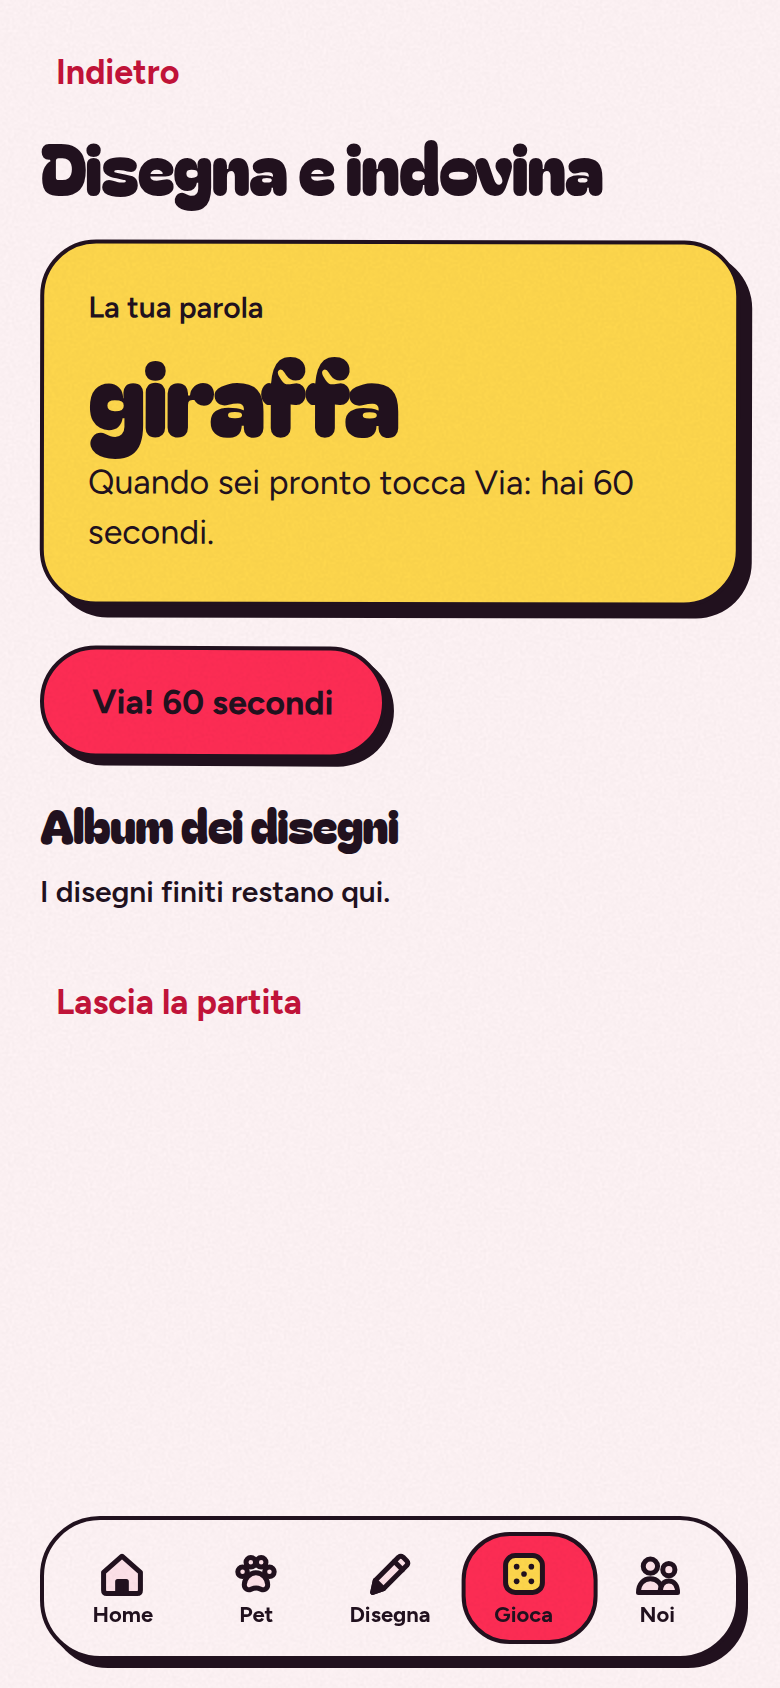 Indietro
Disegna e indovina
La tua parola
giraffa
Quando sei pronto tocca Via: hai 60
secondi.
Via! 60 secondi
Album dei disegni
I disegni finiti restano qui.
Lascia la partita
Home Pet Disegna Gioca Noi